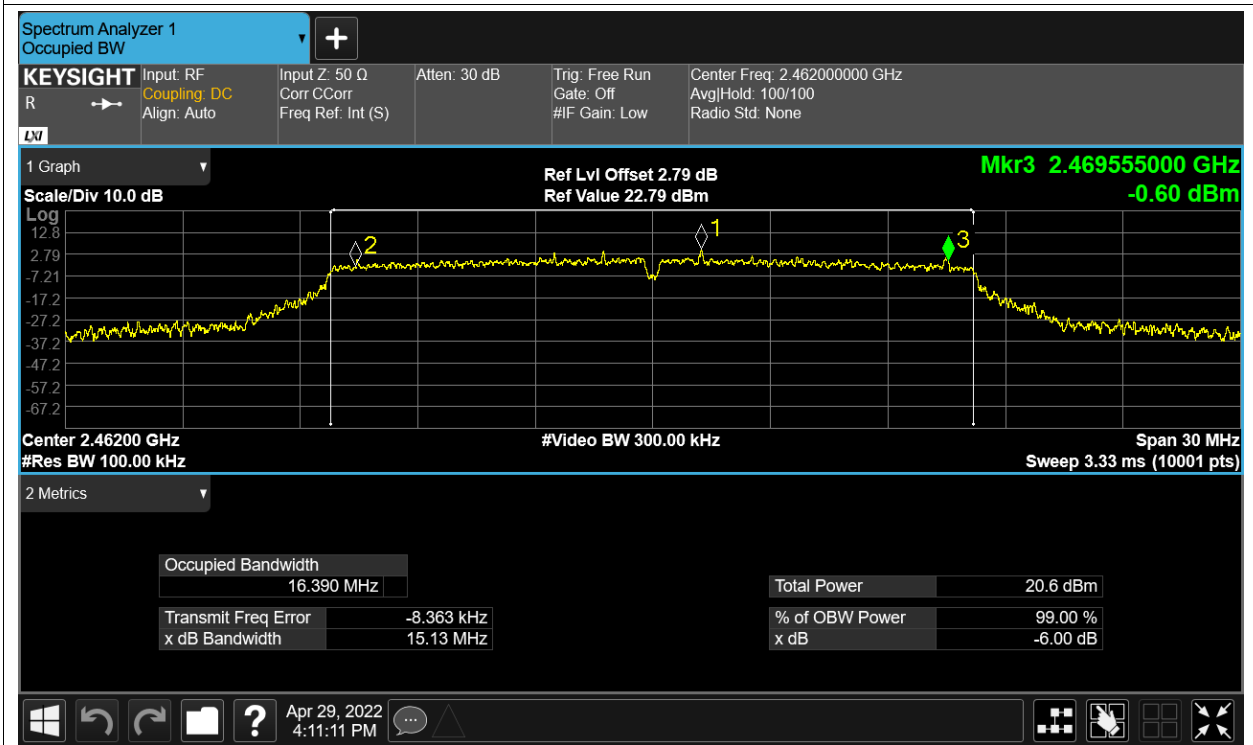 Spectrum Analyzer 1
Occupied BW
KEYSIGHT
R
LXI
Input: RF
Coupling: DC
Align: Auto
Input Z: 50 Ω
Corr CCorr
Freq Ref: Int (S)
Atten: 30 dB
Trig: Free Run
Gate: Off
#IF Gain: Low
Center Freq: 2.462000000 GHz
Avg|Hold: 100/100
Radio Std: None
1 Graph
Scale/Div 10.0 dB
Ref Lvl Offset 2.79 dB
Ref Value 22.79 dBm
Mkr3 2.469555000 GHz
-0.60 dBm
Log
12.8
2.79
-7.21
-17.2
-27.2
-37.2
-47.2
-57.2
-67.2
2
1
3
Center 2.46200 GHz
#Video BW 300.00 kHz
Span 30 MHz
#Res BW 100.00 kHz
Sweep 3.33 ms (10001 pts)
2 Metrics
Occupied Bandwidth
16.390 MHz
Total Power 20.6 dBm
Transmit Freq Error -8.363 kHz
% of OBW Power 99.00 %
x dB Bandwidth 15.13 MHz
x dB -6.00 dB
?
Apr 29, 2022
4:11:11 PM